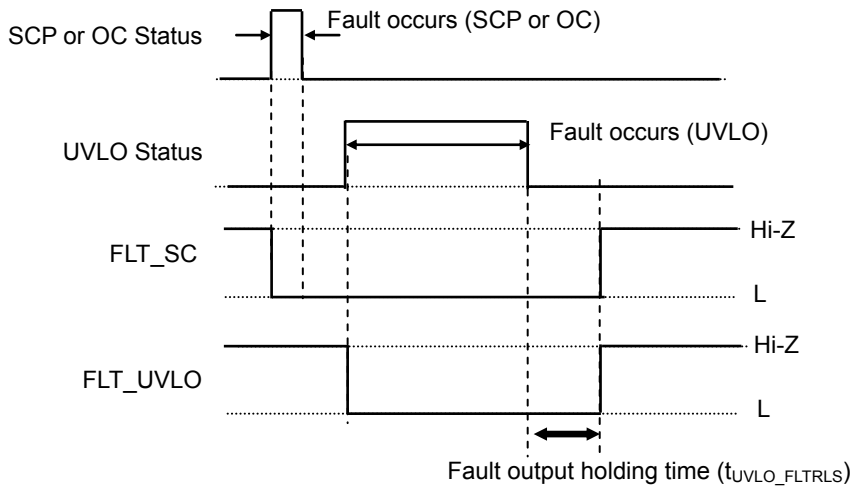 Fault occurs (SCP or OC)
SCP or OC Status
Fault occurs (UVLO)
UVLO Status
Hi-Z
FLT_SC
L
Hi-Z
FLT_UVLO
L
Fault output holding time (tUVLO_FLTRLS)